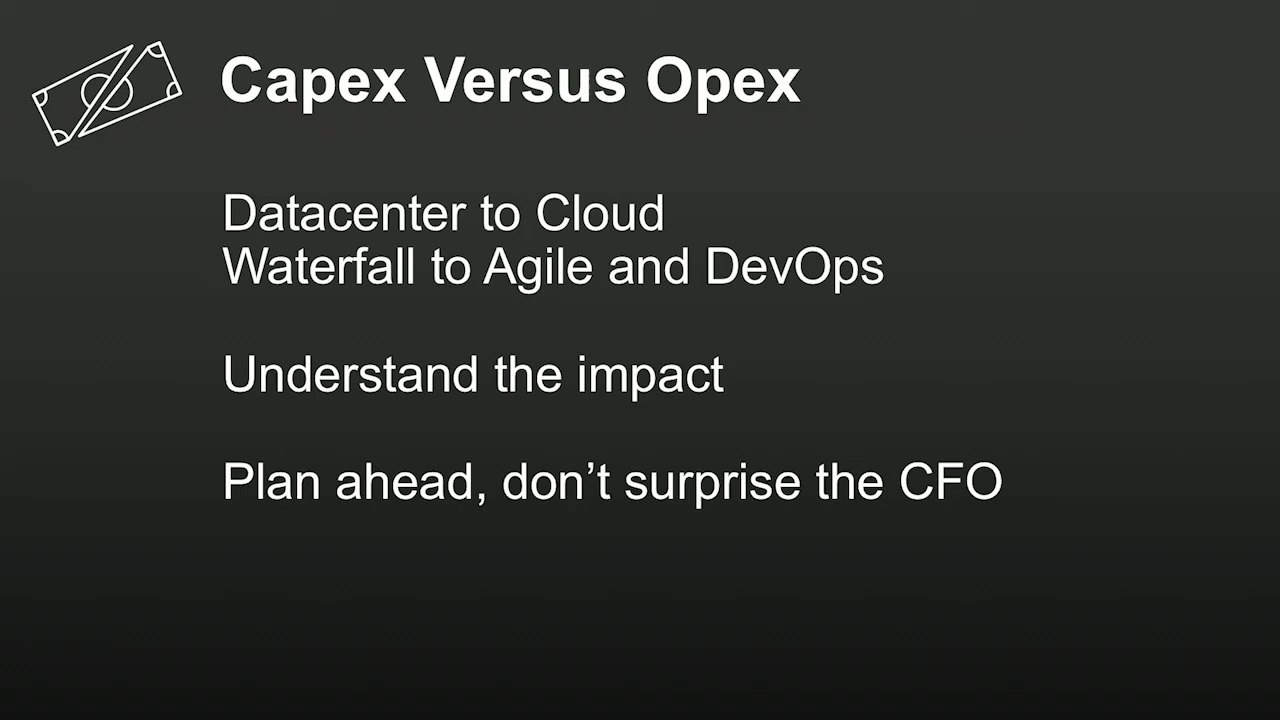 Capex Versus Opex
Datacenter to Cloud
Waterfall to Agile and DevOps
Understand the impact
Plan ahead, don’t surprise the CFO